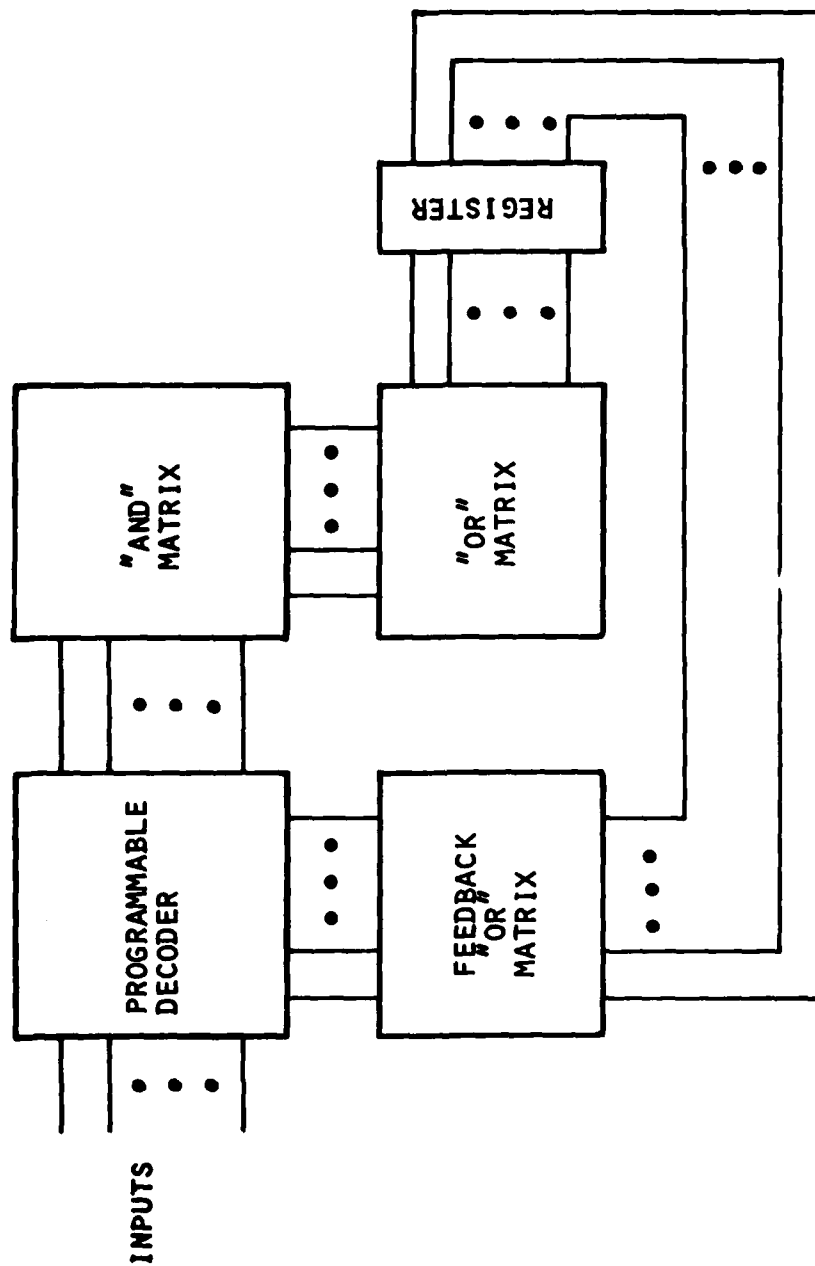 INPUTS
PROGRAMMABLE
DECODER
"AND"
MATRIX
FEEDBACK
"OR"
MATRIX
"OR"
MATRIX
REGISTER